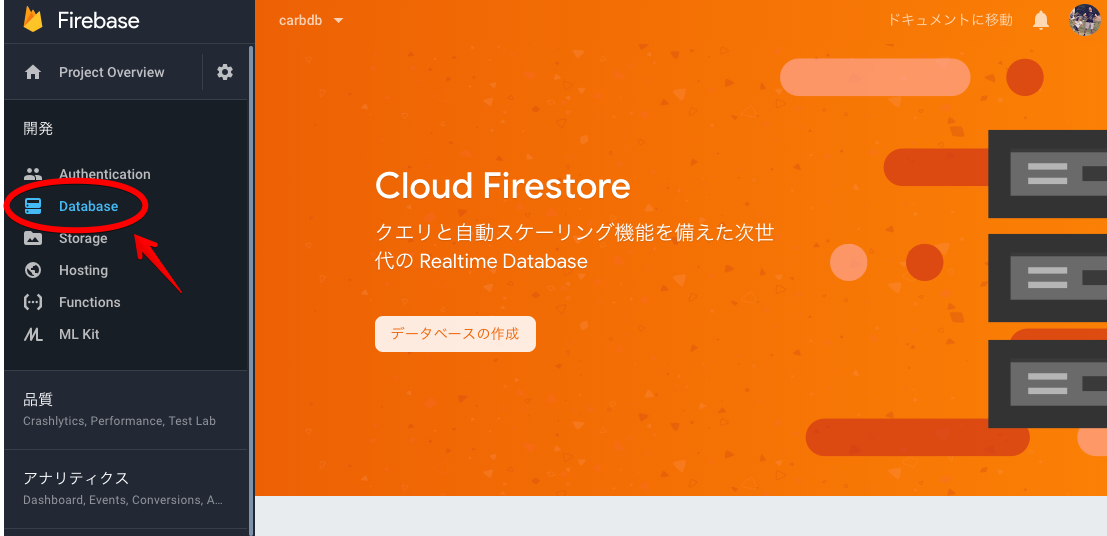 Firebase
carbdb
ドキュメントに移動
Project Overview
開発
Authentication
Database
Storage
Hosting
Functions
ML Kit
品質
Crashlytics, Performance, Test Lab
アナリティクス
Dashboard, Events, Conversions, A...
Cloud Firestore
クエリと自動スケーリング機能を備えた次世
代の Realtime Database
データベースの作成